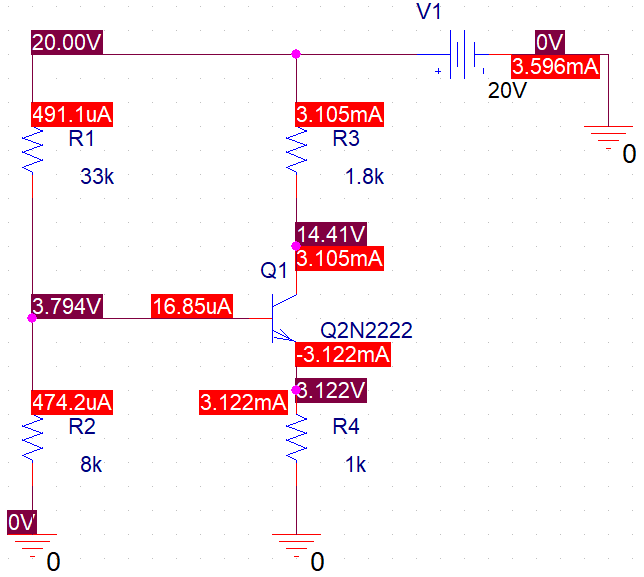 V1
20.00V
0V
+
3.596mA
20V
491.1uA
3.105mA
R1
R3
0
33k
1.8k
14.41V
3.105mA
Q1
3.794V
16.85uA
Q2N2222
-3.122mA
3.122V
474.2uA
3.122mA
R2
R4
8k
1k
0V
0
0